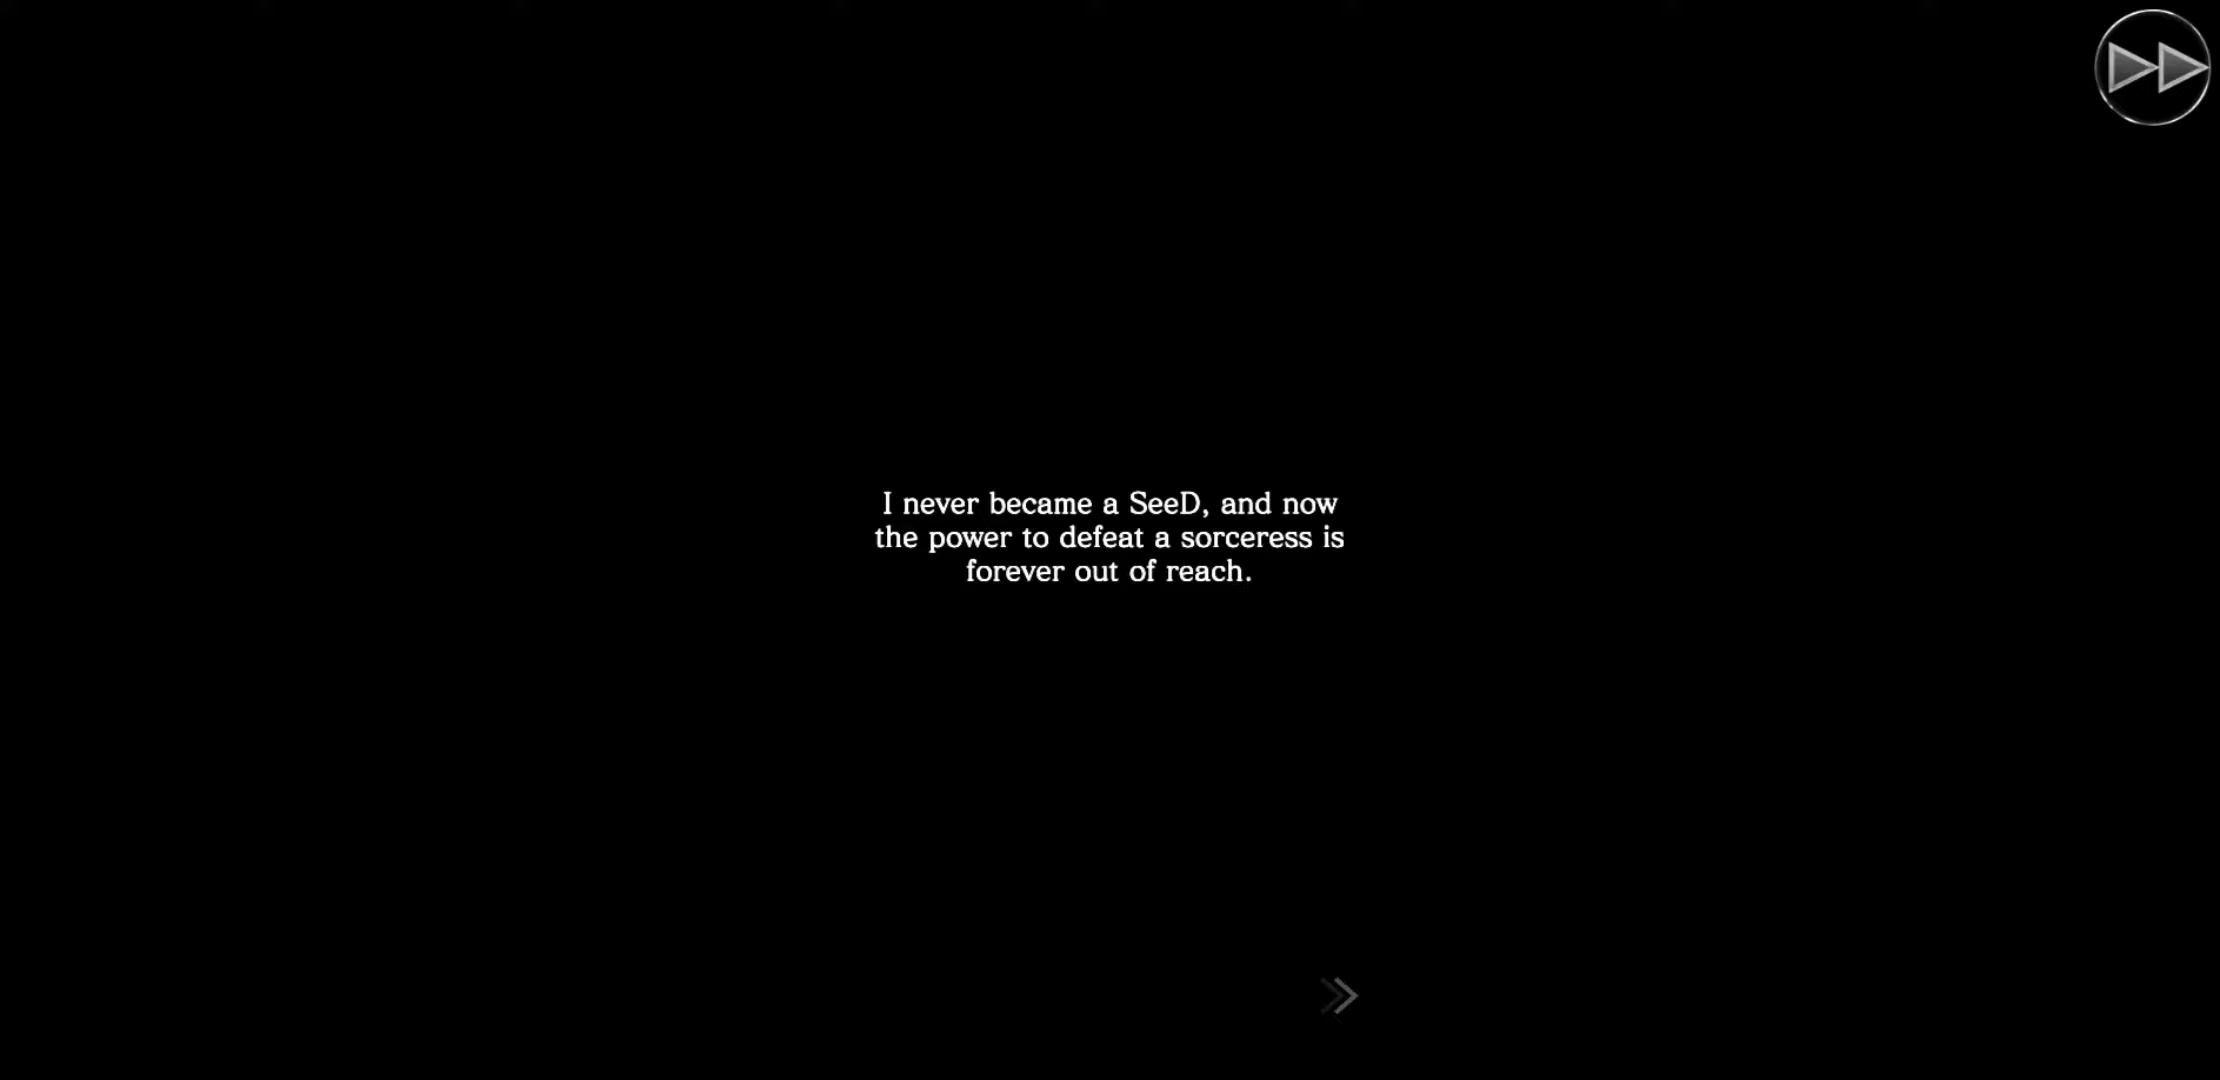 I never became a SeeD, and now
the power to defeat a sorceress is
forever out of reach.